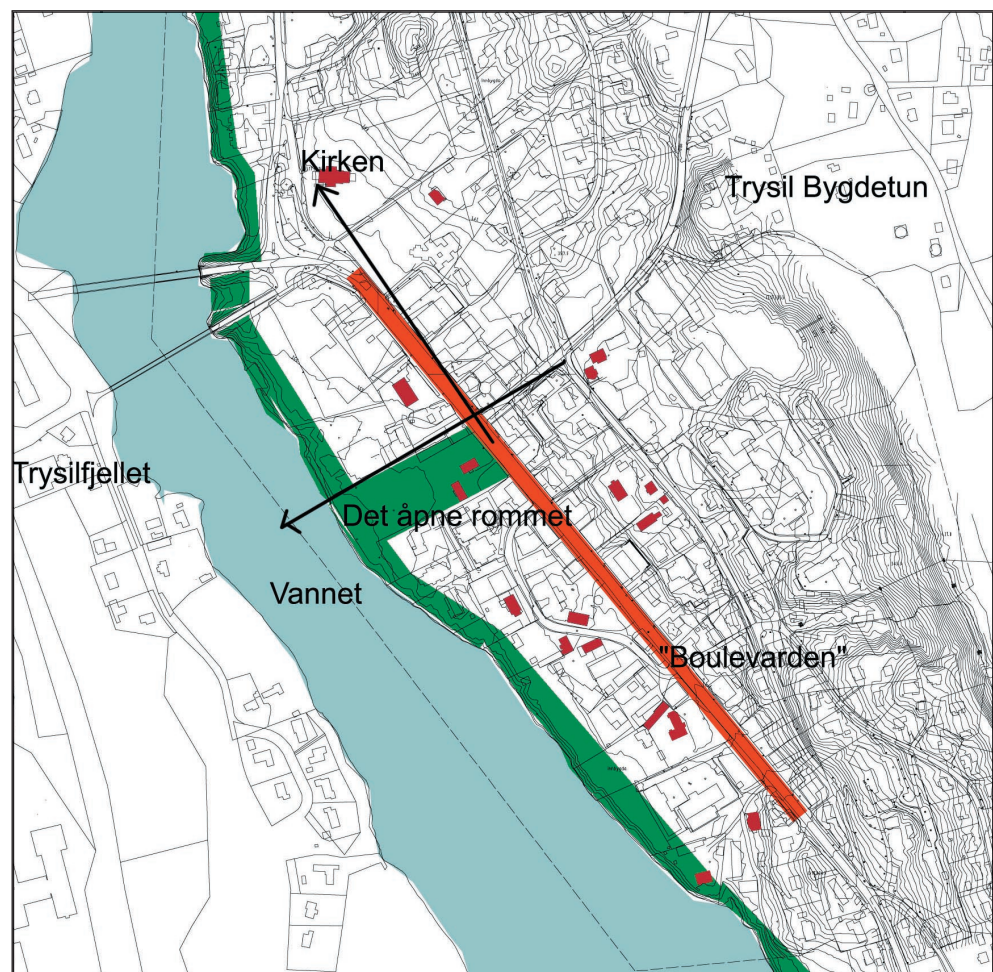 Kirken
Trysil Bygdetun
Trysilfjellet
Det åpne rommet
Vannet
"Boulevarden"